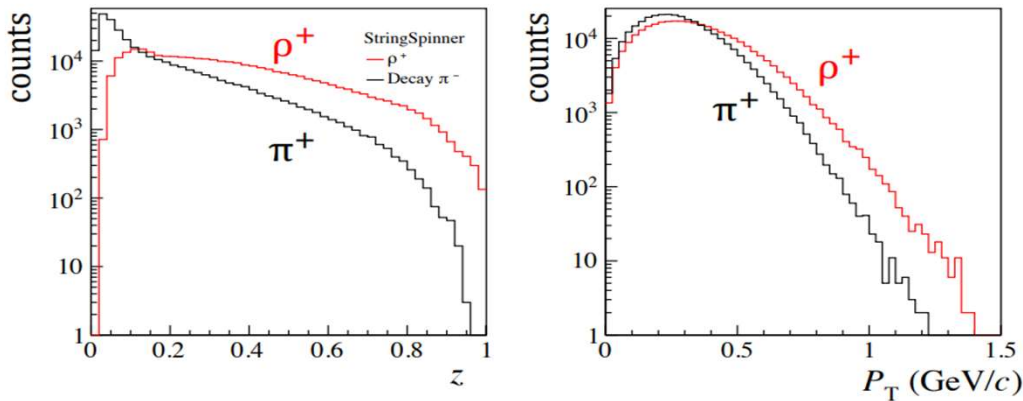 counts
10⁴
10³
10²
10
1
0
0.2
0.4
0.6
0.8
1
z
StringSpinner
ρ⁺
Decay π⁻
ρ⁺
π⁺
counts
10⁴
10³
10²
10
1
0
0.5
1
1.5
P_T (GeV/c)
π⁺
ρ⁺